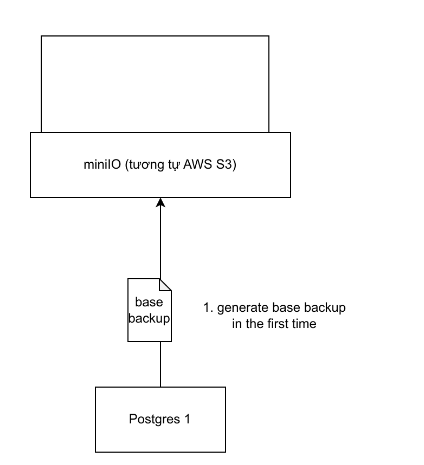 miniIO (tương tự AWS S3)
base
backup
1. generate base backup
in the first time
Postgres 1